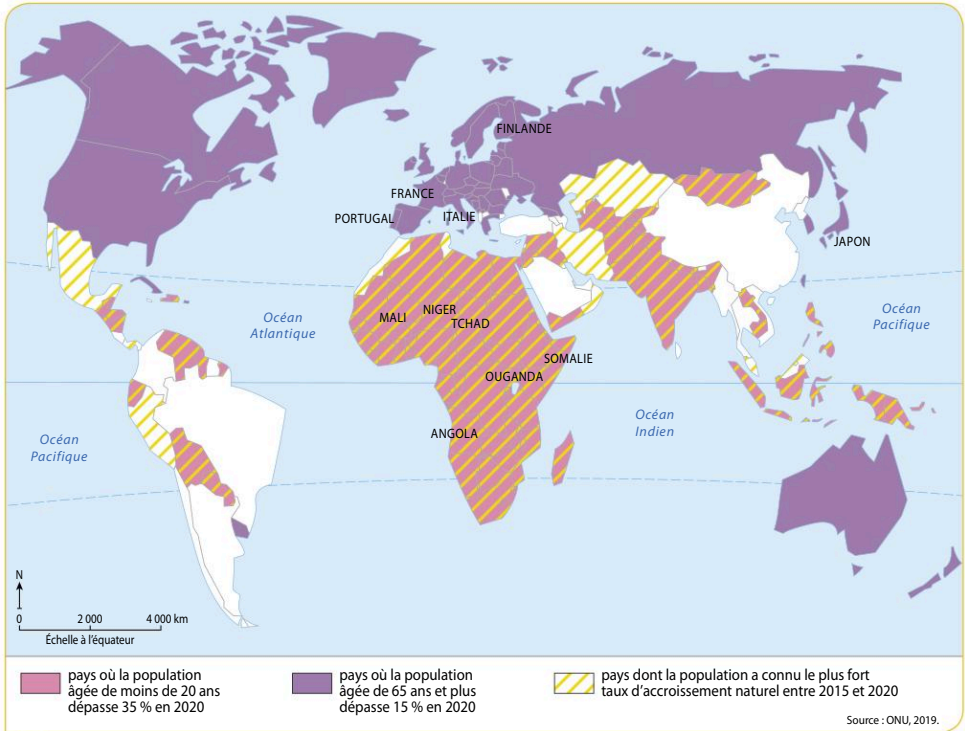 FINLANDE
FRANCE
PORTUGAL
ITALIE
JAPON
Océan
Atlantique
MALI
NIGER
TCHAD
SOMALIE
OUGANDA
ANGOLA
Océan
Pacifique
Océan
Indien
Océan
Pacifique
N
0 2 000 4 000 km
Échelle à l'équateur
pays où la population
âgée de moins de 20 ans
dépasse 35 % en 2020
pays où la population
âgée de 65 ans et plus
dépasse 15 % en 2020
pays dont la population a connu le plus fort
taux d'accroissement naturel entre 2015 et 2020
Source : ONU, 2019.